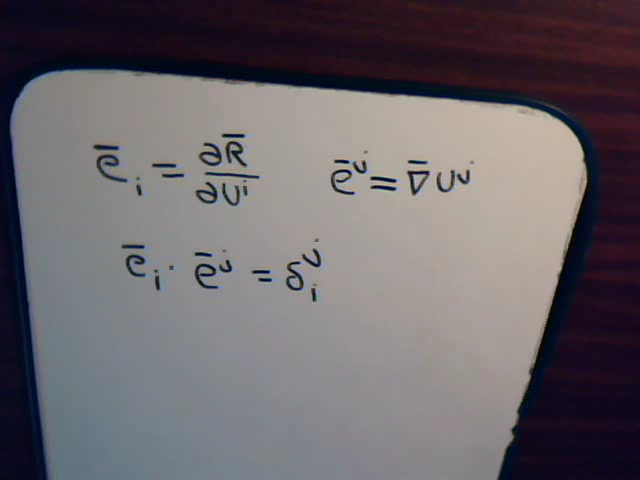 ē_i = ∂R̄/∂U^i    ē^j = ∇̄U^j
ē_i · ē^j = δ_i^j